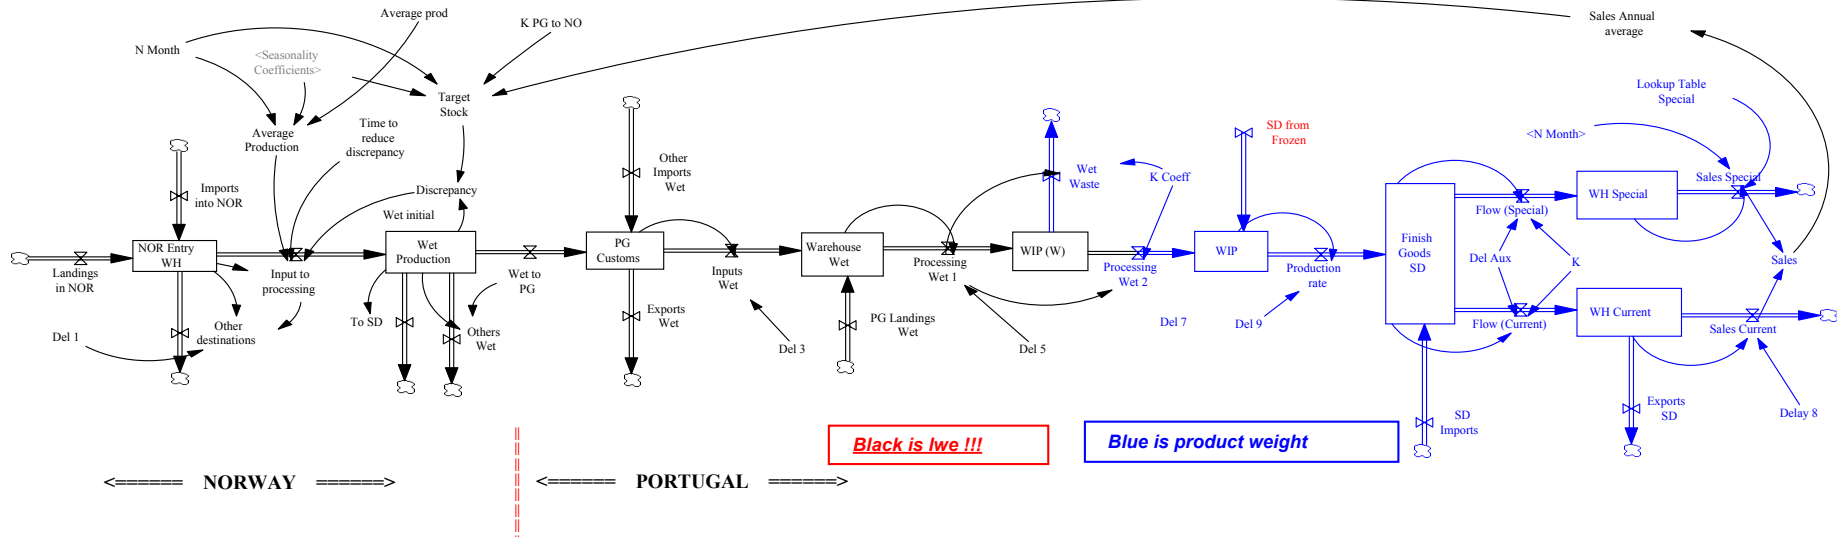 Average prod
K PG to NO
Sales Annual
average
N Month
<Seasonality
Coefficients>
Target
Stock
Lookup Table
Special
<N Month>
Average
Production
Time to
reduce
discrepancy
SD from
Frozen
Other
Imports
Wet
Wet
Waste
K Coeff
Sales Special
Imports
into NOR
Discrepancy
Wet initial
WH Special
Flow (Special)
NOR Entry
WH
Wet
Production
PG
Customs
Warehouse
Wet
WIP (W)
WIP
Finish
Goods
SD
Del Aux
K
Sales
Landings
in NOR
Input to
processing
Wet to
PG
Inputs
Wet
Processing
Wet 1
Processing
Wet 2
Production
rate
To SD
Others
Wet
Other
destinations
Exports
Wet
PG Landings
Wet
Del 7
Del 9
Flow (Current)
WH Current
Sales Current
Del 1
Del 3
Del 5
SD
Imports
Exports
SD
Delay 8
Black is lwe !!!
Blue is product weight
<====== NORWAY ======>
<====== PORTUGAL ======>